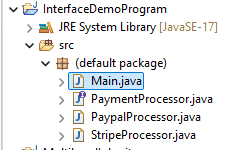 InterfaceDemoProgram
JRE System Library [JavaSE-17]
src
(default package)
Main.java
PaymentProcessor.java
PaypalProcessor.java
StripeProcessor.java